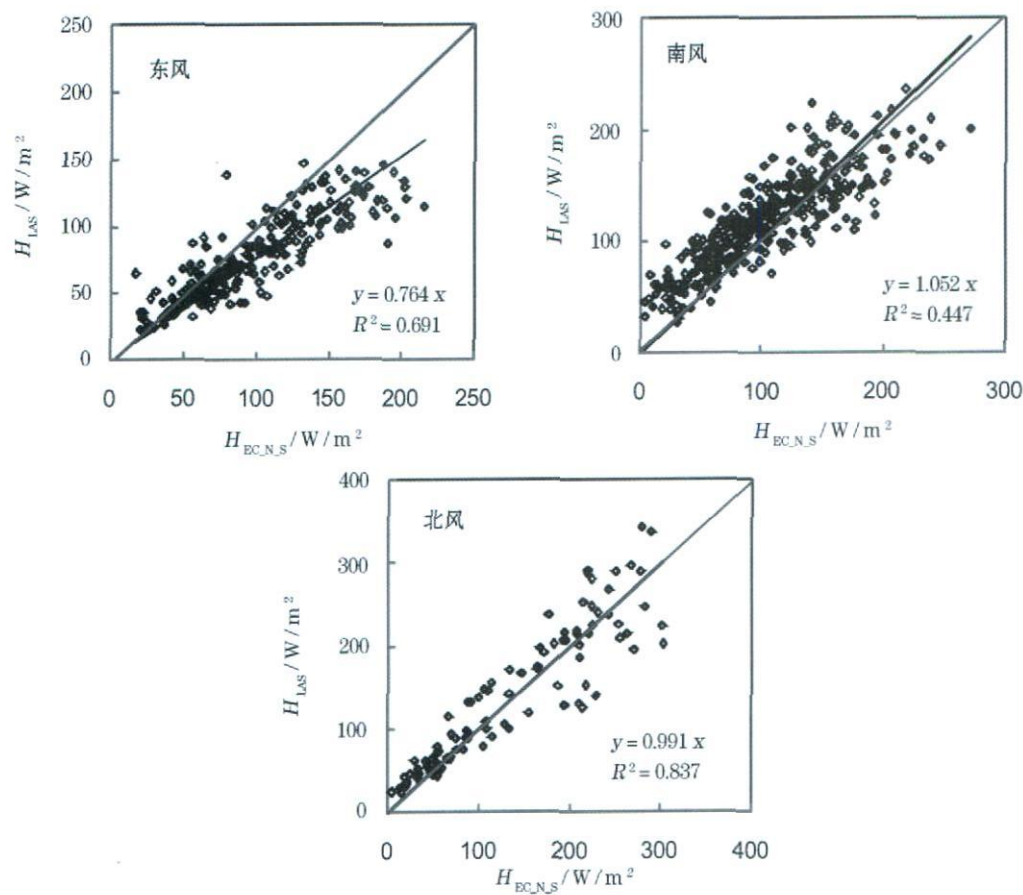 东风
250
200
150
100
50
0
H_LAS / W/m²
0 50 100 150 200 250
H_EC_N_S / W/m²
y = 0.764 x
R² = 0.691
南风
300
200
100
0
H_LAS / W/m²
0 100 200 300
H_EC_N_S / W/m²
y = 1.052 x
R² = 0.447
北风
400
300
200
100
0
H_LAS / W/m²
0 100 200 300 400
H_EC_N_S / W/m²
y = 0.991 x
R² = 0.837